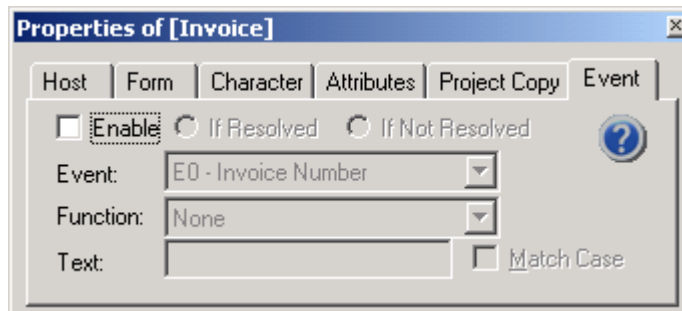 Properties of [Invoice]
Host Form Character Attributes Project Copy Event
Enable If Resolved If Not Resolved
?
Event: E0 - Invoice Number
Function: None
Text: Match Case